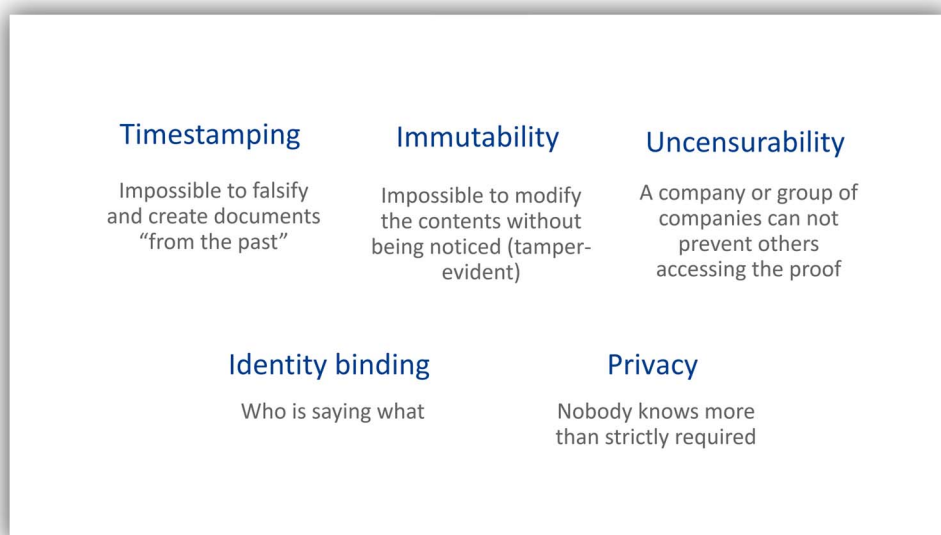 Timestamping
Impossible to falsify
and create documents
“from the past”
Immutability
Impossible to modify
the contents without
being noticed (tamper-
evident)
Uncensurability
A company or group of
companies can not
prevent others
accessing the proof
Identity binding
Who is saying what
Privacy
Nobody knows more
than strictly required